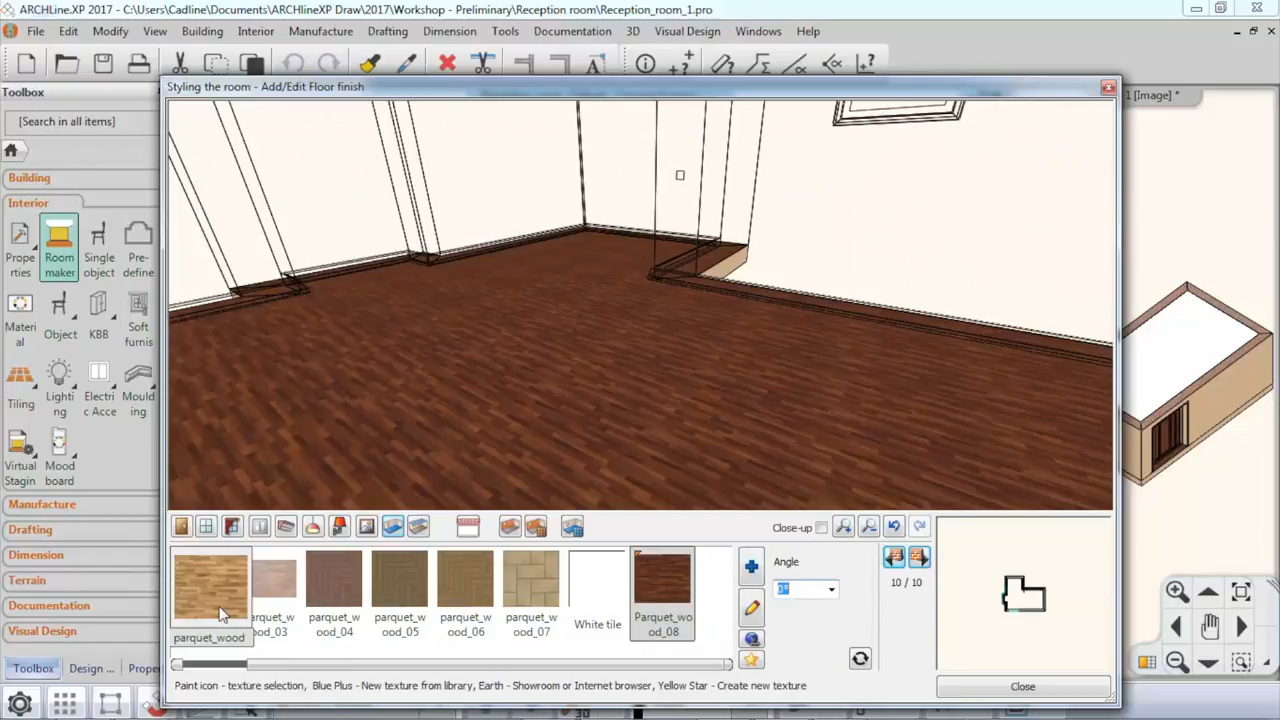 ARCHLine.XP 2017 - C:\Users\Cadline\Documents\ARCHlineXP Draw\2017\Workshop - Preliminary\Reception room\Reception_room_1.pro
File Edit Modify View Building Interior Manufacture Drafting Dimension Tools Documentation 3D Visual Design Windows Help
Toolbox
Styling the room - Add/Edit Floor finish
1 [Image] *
[Search in all items]
Building
Interior
Prope
rties
Room
maker
Single
object
Pre-
define
Materi
al
Object
KBB
Soft
furnis
Tiling
Lighti
ng
Electri
c Acce
Mould
ing
Virtual
Stagin
Mood
board
Manufacture
Drafting
Dimension
Terrain
Documentation
Visual Design
Toolbox Design ... Proper
Close-up
Angle
0°
10 / 10
parquet_wood
arquet_w
ood_03
parquet_w
ood_04
parquet_w
ood_05
parquet_w
ood_06
parquet_w
ood_07
White tile
Parquet_wo
od_08
Paint icon - texture selection, Blue Plus - New texture from library, Earth - Showroom or Internet browser, Yellow Star - Create new texture
Close
30